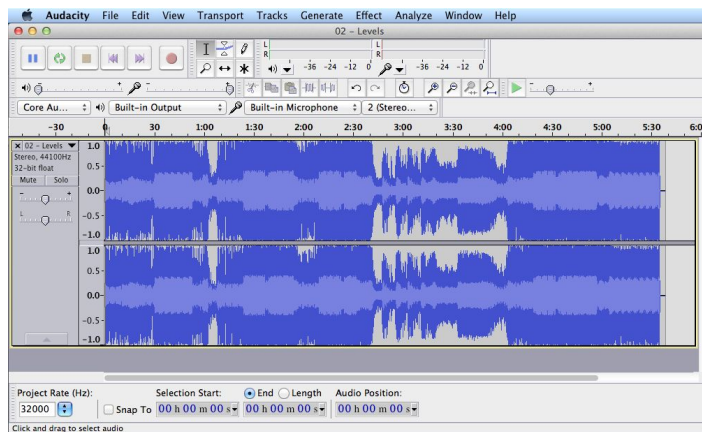 Audacity File Edit View Transport Tracks Generate Effect Analyze Window Help
02 - Levels
L
R
-36 -24 -12 0
L
R
-36 -24 -12 0
Core Au... Built-in Output Built-in Microphone 2 (Stereo...
-30 0 30 1:00 1:30 2:00 2:30 3:00 3:30 4:00 4:30 5:00 5:30 6:0
02 - Levels
Stereo, 44100Hz
32-bit float
Mute Solo
- +
L R
1.0
0.5-
0.0-
-0.5-
-1.0
1.0
0.5-
0.0-
-0.5-
-1.0
Project Rate (Hz): Selection Start: End Length Audio Position:
32000 Snap To 00 h 00 m 00 s 00 h 00 m 00 s 00 h 00 m 00 s
Click and drag to select audio